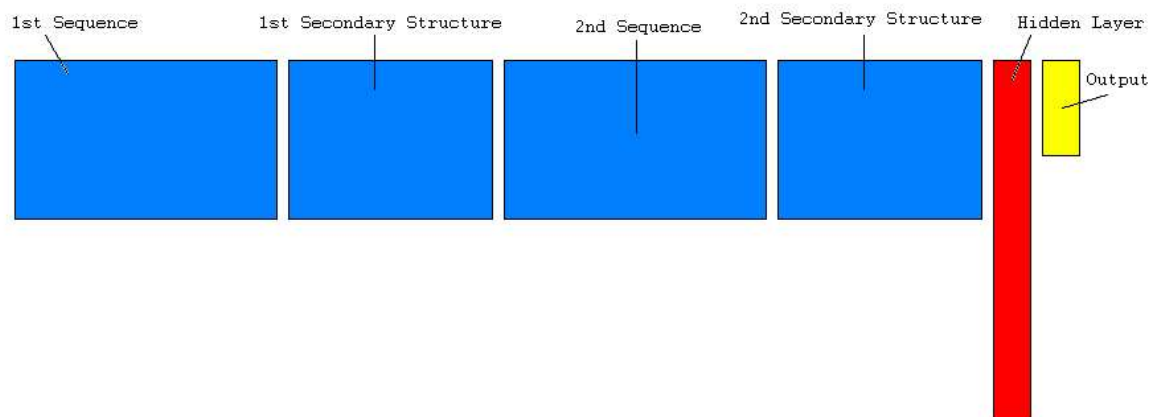 1st Sequence
1st Secondary Structure
2nd Sequence
2nd Secondary Structure
Hidden Layer
Output